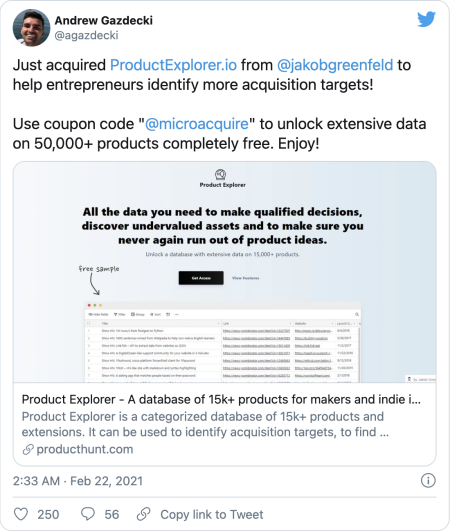 Andrew Gazdecki
@agazdecki
Just acquired ProductExplorer.io from @jakobgreenfeld to
help entrepreneurs identify more acquisition targets!
Use coupon code "@microacquire" to unlock extensive data
on 50,000+ products completely free. Enjoy!
Product Explorer
All the data you need to make qualified decisions,
discover undervalued assets and to make sure you
never again run out of product ideas.
Unlock a database with extensive data on 15,000+ products.
Get Access View Features
free sample
Product Explorer - A database of 15k+ products for makers and indie i...
Product Explorer is a categorized database of 15k+ products and
extensions. It can be used to identify acquisition targets, to find ...
producthunt.com
2:33 AM · Feb 22, 2021
250 56 Copy link to Tweet